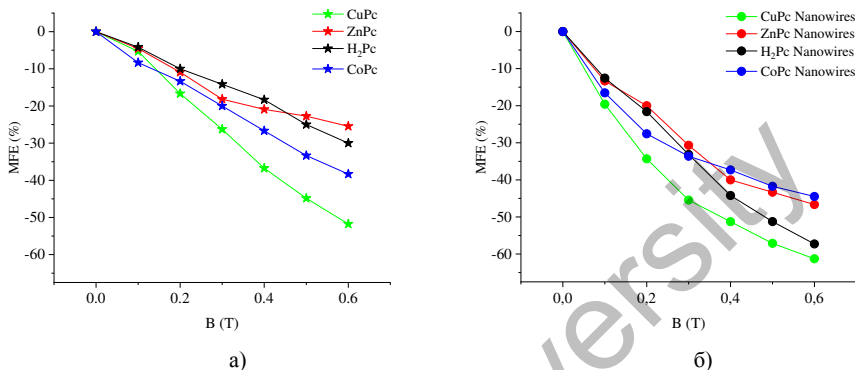 CuPc
ZnPc
H₂Pc
CoPc
MFE (%)
0
-10
-20
-30
-40
-50
-60
0.0
0.2
0.4
0.6
B (T)
а)
CuPc Nanowires
ZnPc Nanowires
H₂Pc Nanowires
CoPc Nanowires
MFE (%)
0
-10
-20
-30
-40
-50
-60
0,0
0,2
0,4
0,6
B (T)
б)
versity